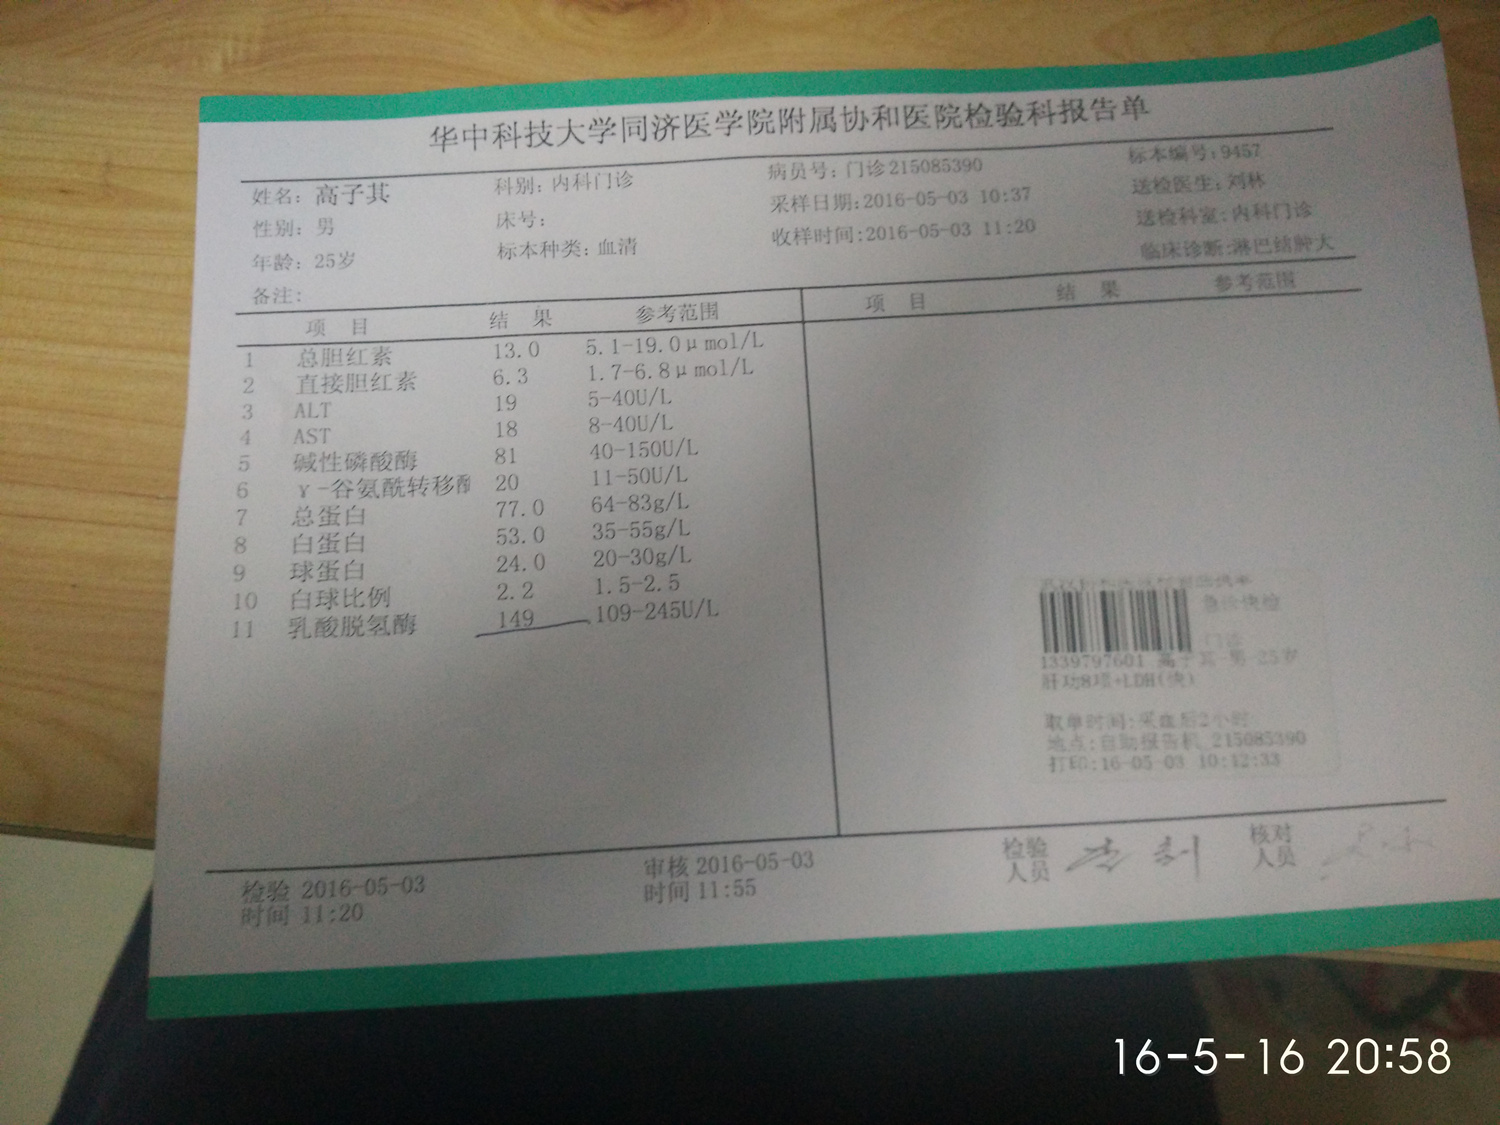 华中科技大学同济医学院附属协和医院检验科报告单
姓名: 高子其 科别: 内科门诊 病员号: 门诊215085390 标本编号:9457
性别: 男 床号: 采样日期:2016-05-03 10:37 送检医生: 刘林
年龄: 25岁 标本种类: 血清 收样时间:2016-05-03 11:20 送检科室:内科门诊
备注: 临床诊断:淋巴结肿大
项 目 结 果 参考范围 项 目 结 果 参考范围
1 总胆红素 13.0 5.1-19.0μmol/L
2 直接胆红素 6.3 1.7-6.8μmol/L
3 ALT 19 5-40U/L
4 AST 18 8-40U/L
5 碱性磷酸酶 81 40-150U/L
6 γ-谷氨酰转移酶 20 11-50U/L
7 总蛋白 77.0 64-83g/L
8 白蛋白 53.0 35-55g/L
9 球蛋白 24.0 20-30g/L
10 白球比例 2.2 1.5-2.5
11 乳酸脱氢酶 149 109-245U/L
急诊快检
门诊
1339797601 高子其 男 25岁
肝功8项+LDH(快)
取单时间:采血后2小时
地点:自助报告机 215085390
打印:16-05-03 10:12:33
检验 2016-05-03 审核 2016-05-03 检验 核对
时间 11:20 时间 11:55 人员 人员
16-5-16 20:58